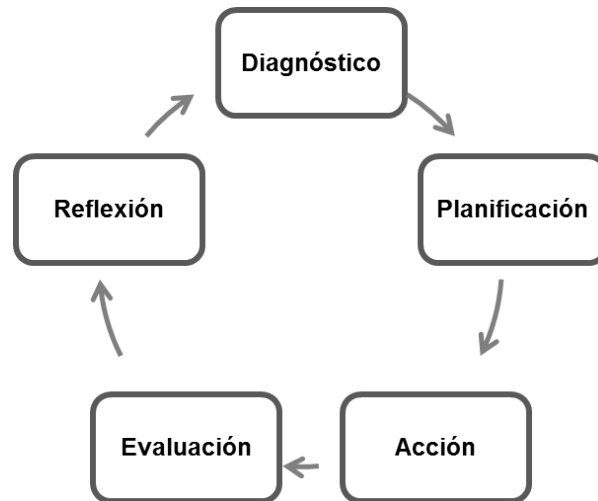 Diagnóstico
Planificación
Acción
Evaluación
Reflexión